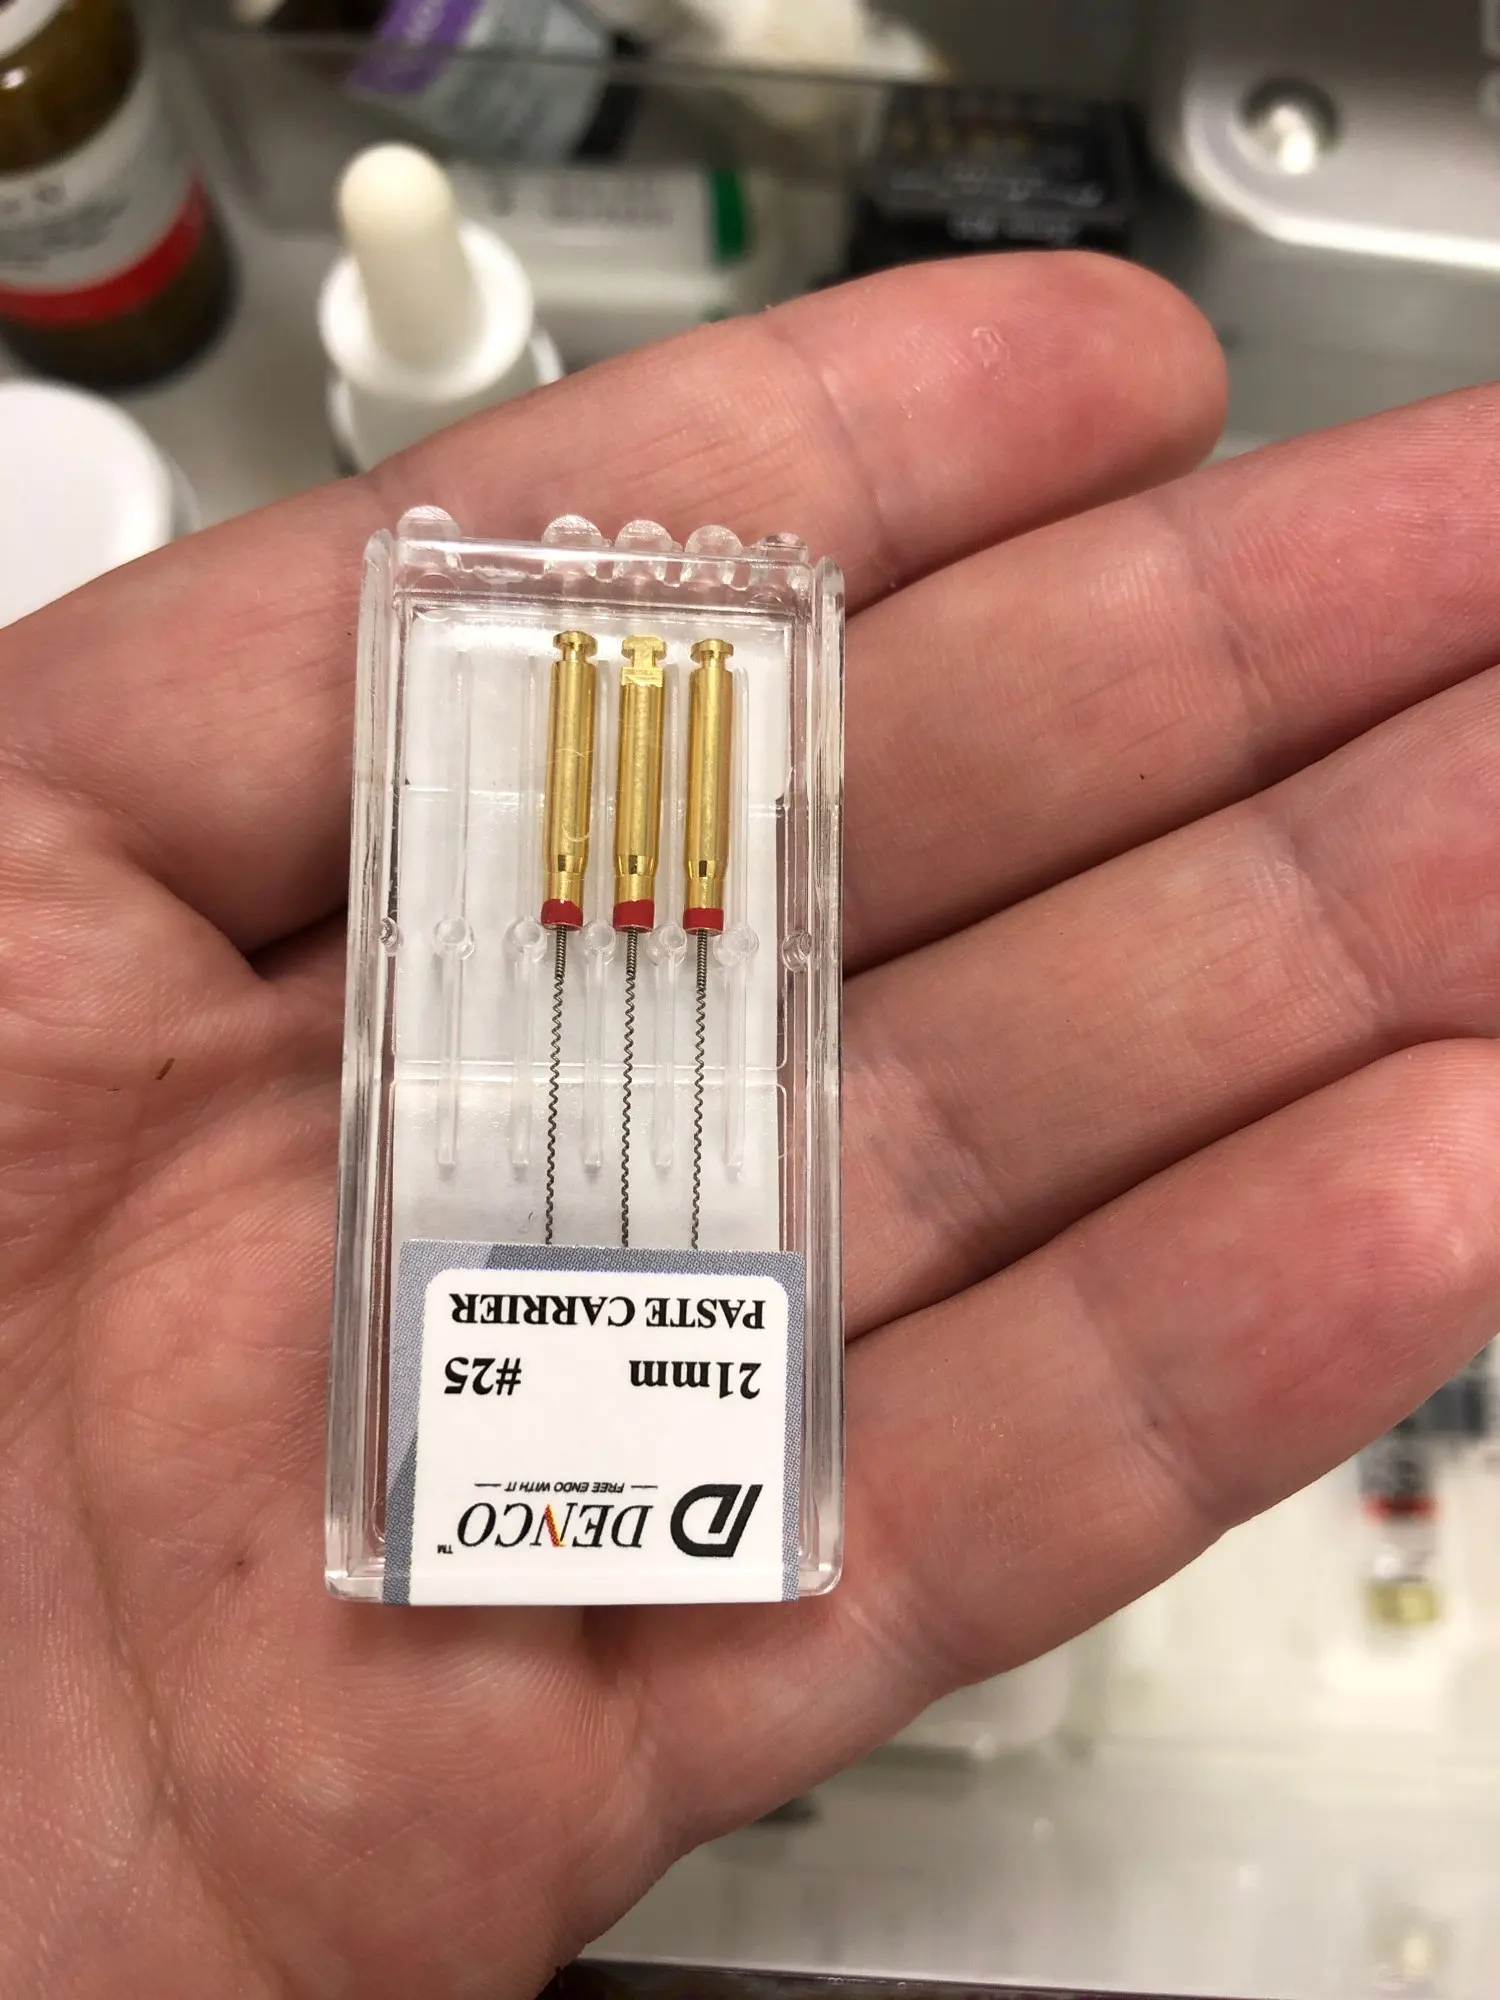 DENCO™
FREE ENDO WITH IT
21mm #25
PASTE CARRIER